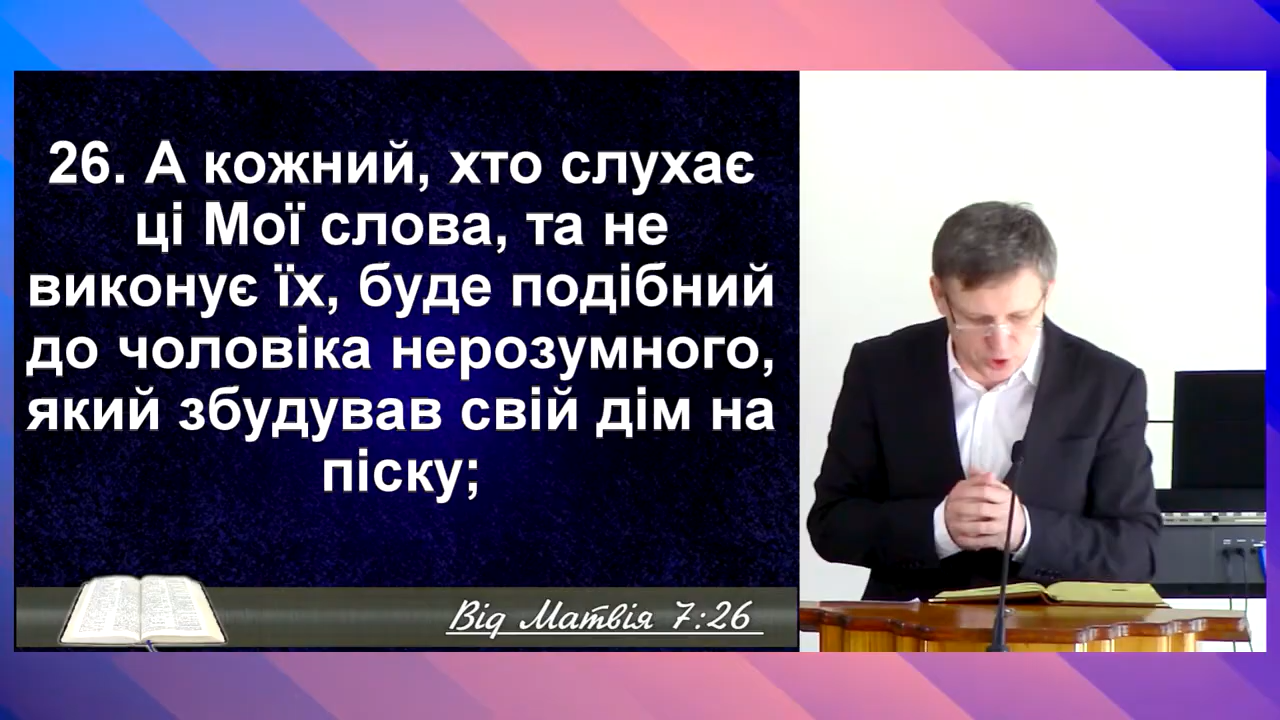 26. А кожний, хто слухає
ці Мої слова, та не
виконує їх, буде подібний
до чоловіка нерозумного,
який збудував свій дім на
піску;
Від Матвія 7:26